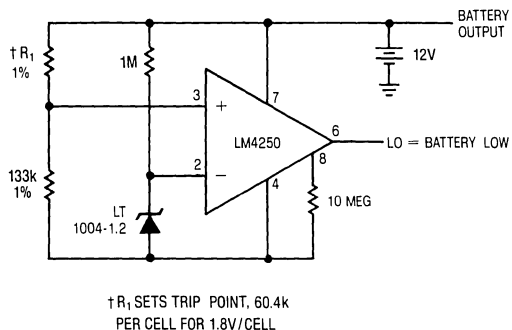 BATTERY
OUTPUT
† R1
1%
1M
12V
3
+
7
LM4250
6
LO = BATTERY LOW
8
2
−
4
133k
1%
LT
1004-1.2
10 MEG
† R1 SETS TRIP POINT, 60.4k
PER CELL FOR 1.8V/CELL